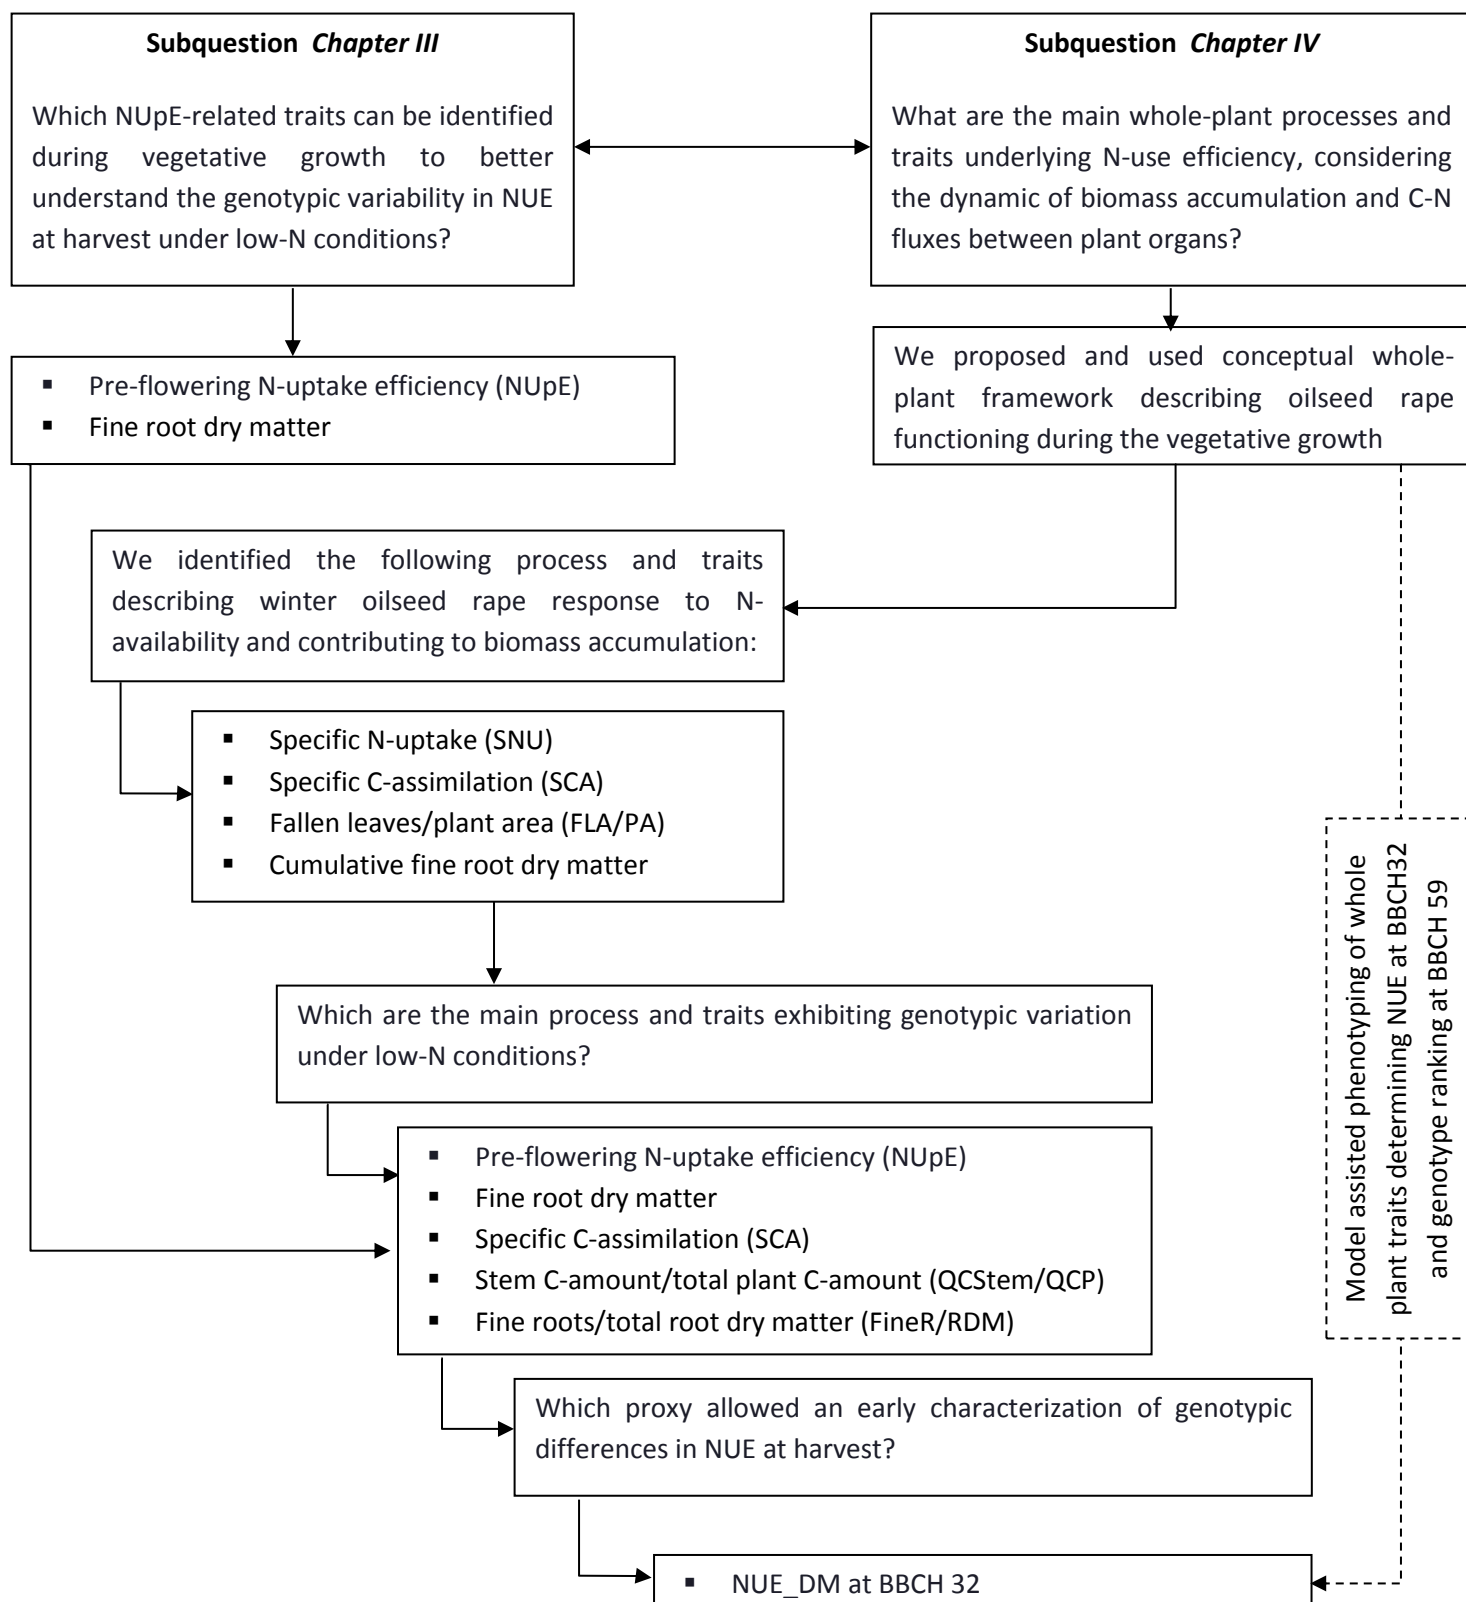 Subquestion Chapter III
Which NUpE-related traits can be identified
during vegetative growth to better
understand the genotypic variability in NUE
at harvest under low-N conditions?
Subquestion Chapter IV
What are the main whole-plant processes and
traits underlying N-use efficiency, considering
the dynamic of biomass accumulation and C-N
fluxes between plant organs?
▪ Pre-flowering N-uptake efficiency (NUpE)
▪ Fine root dry matter
We proposed and used conceptual whole-
plant framework describing oilseed rape
functioning during the vegetative growth
We identified the following process and traits
describing winter oilseed rape response to N-
availability and contributing to biomass accumulation:
▪ Specific N-uptake (SNU)
▪ Specific C-assimilation (SCA)
▪ Fallen leaves/plant area (FLA/PA)
▪ Cumulative fine root dry matter
Which are the main process and traits exhibiting genotypic variation
under low-N conditions?
▪ Pre-flowering N-uptake efficiency (NUpE)
▪ Fine root dry matter
▪ Specific C-assimilation (SCA)
▪ Stem C-amount/total plant C-amount (QCStem/QCP)
▪ Fine roots/total root dry matter (FineR/RDM)
Model assisted phenotyping of whole
plant traits determining NUE at BBCH32
and genotype ranking at BBCH 59
Which proxy allowed an early characterization of genotypic
differences in NUE at harvest?
▪ NUE_DM at BBCH 32